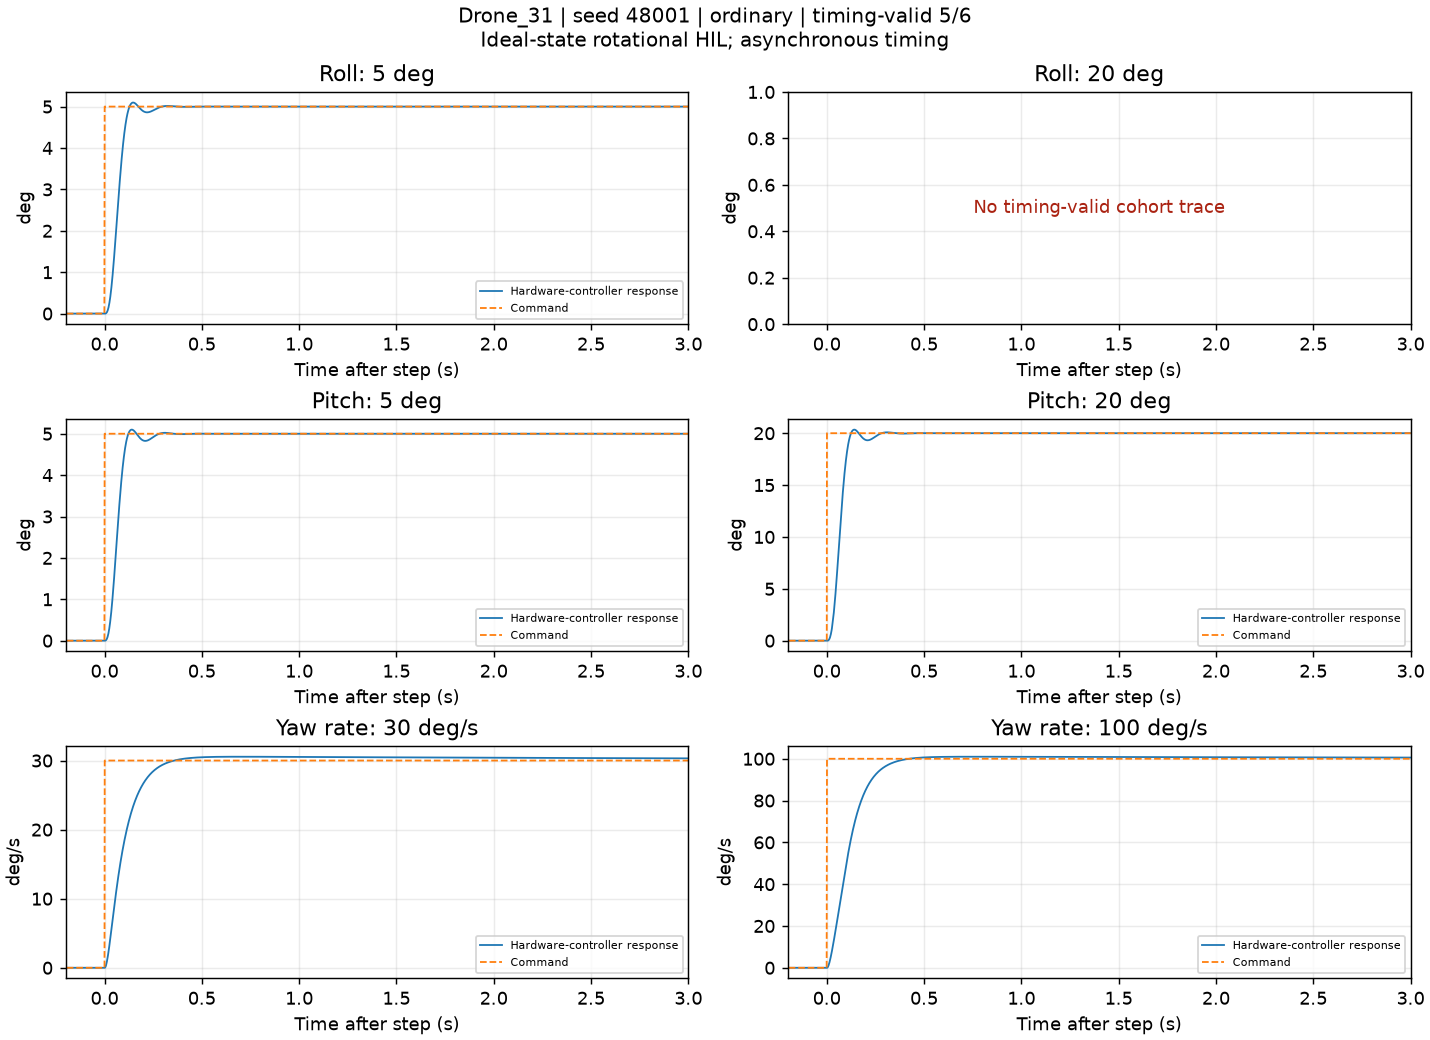 Drone_31 | seed 48001 | ordinary | timing-valid 5/6
Ideal-state rotational HIL; asynchronous timing
Roll: 5 deg
5
4
3
2
1
0
deg
0.0 0.5 1.0 1.5 2.0 2.5 3.0
Time after step (s)
Hardware-controller response
Command
Roll: 20 deg
1.0
0.8
0.6
0.4
0.2
0.0
deg
No timing-valid cohort trace
0.0 0.5 1.0 1.5 2.0 2.5 3.0
Time after step (s)
Pitch: 5 deg
5
4
3
2
1
0
deg
0.0 0.5 1.0 1.5 2.0 2.5 3.0
Time after step (s)
Hardware-controller response
Command
Pitch: 20 deg
20
15
10
5
0
deg
0.0 0.5 1.0 1.5 2.0 2.5 3.0
Time after step (s)
Hardware-controller response
Command
Yaw rate: 30 deg/s
30
20
10
0
deg/s
0.0 0.5 1.0 1.5 2.0 2.5 3.0
Time after step (s)
Hardware-controller response
Command
Yaw rate: 100 deg/s
100
80
60
40
20
0
deg/s
0.0 0.5 1.0 1.5 2.0 2.5 3.0
Time after step (s)
Hardware-controller response
Command